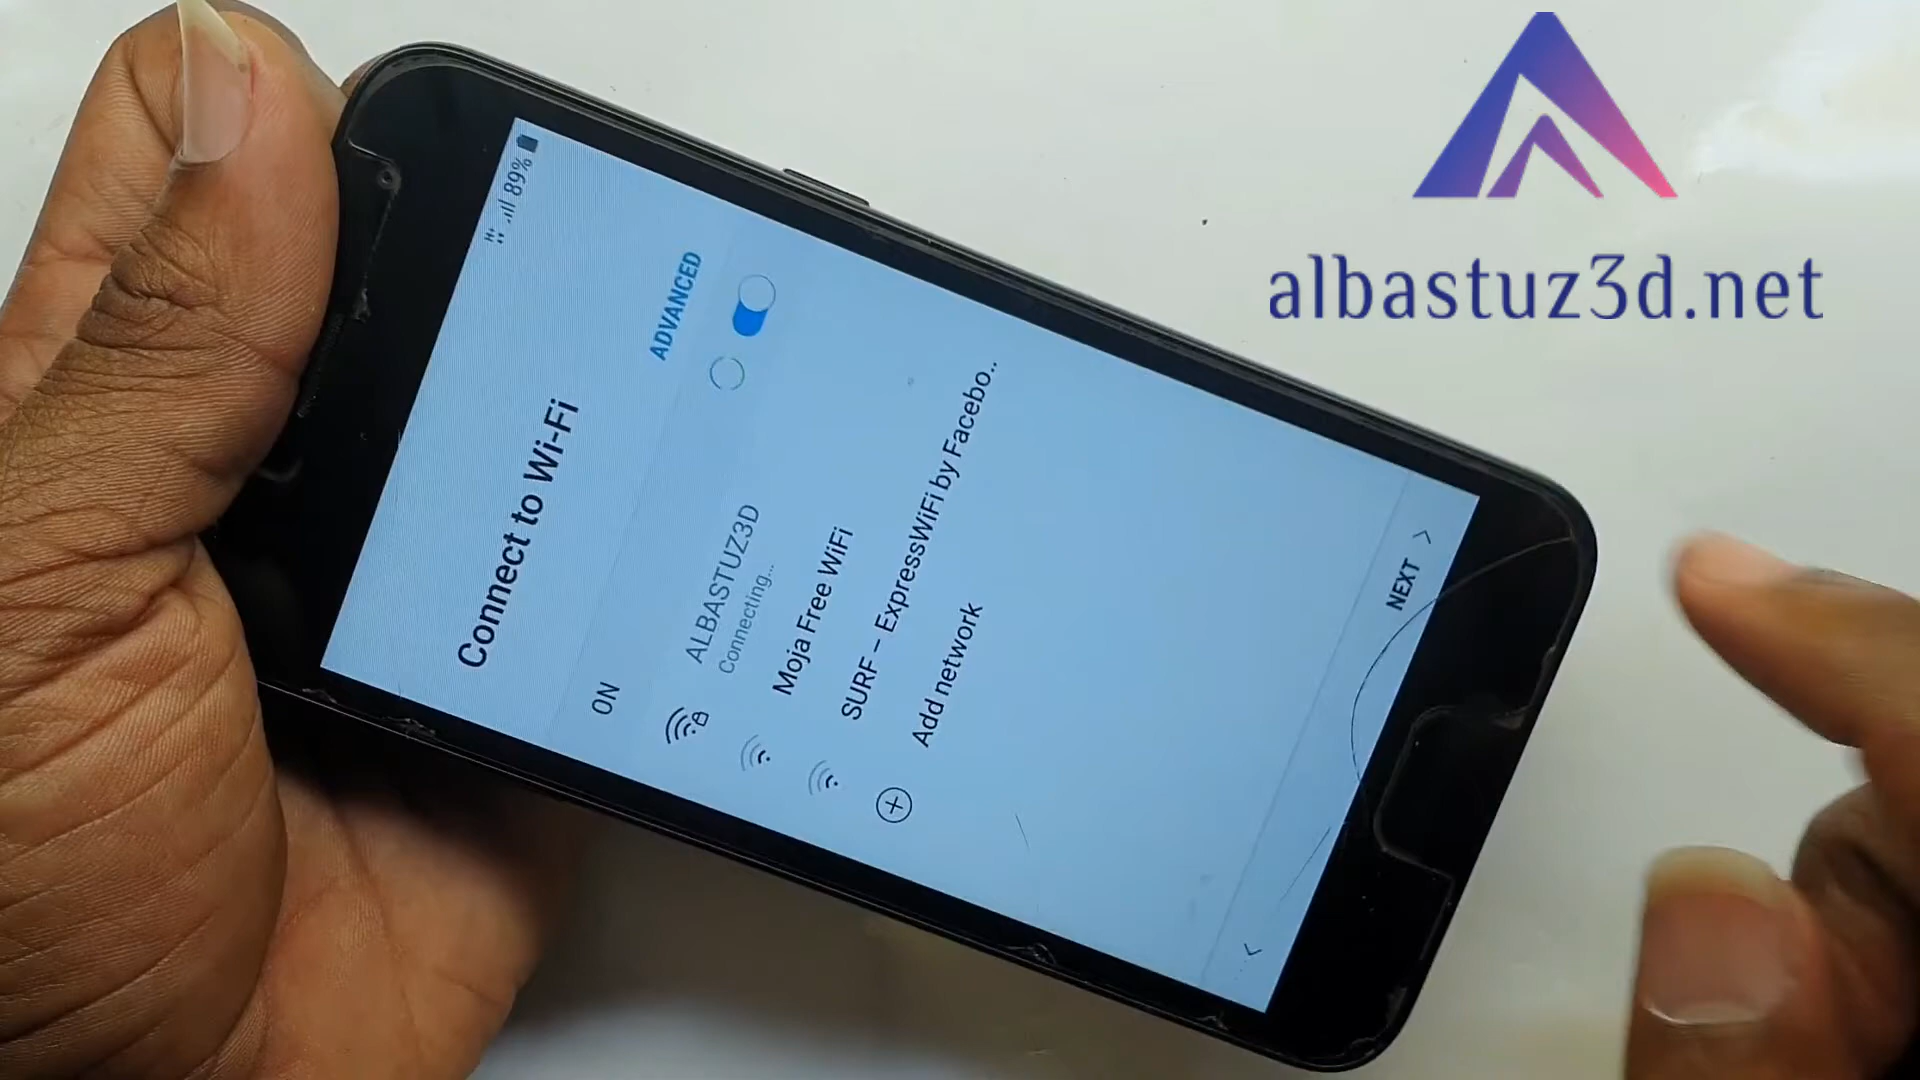 albastuz3d.net
H+ 89%
Connect to Wi-Fi
ADVANCED
ON
ALBASTUZ3D
Connecting...
Moja Free WiFi
SURF – ExpressWiFi by Facebo..
Add network
NEXT